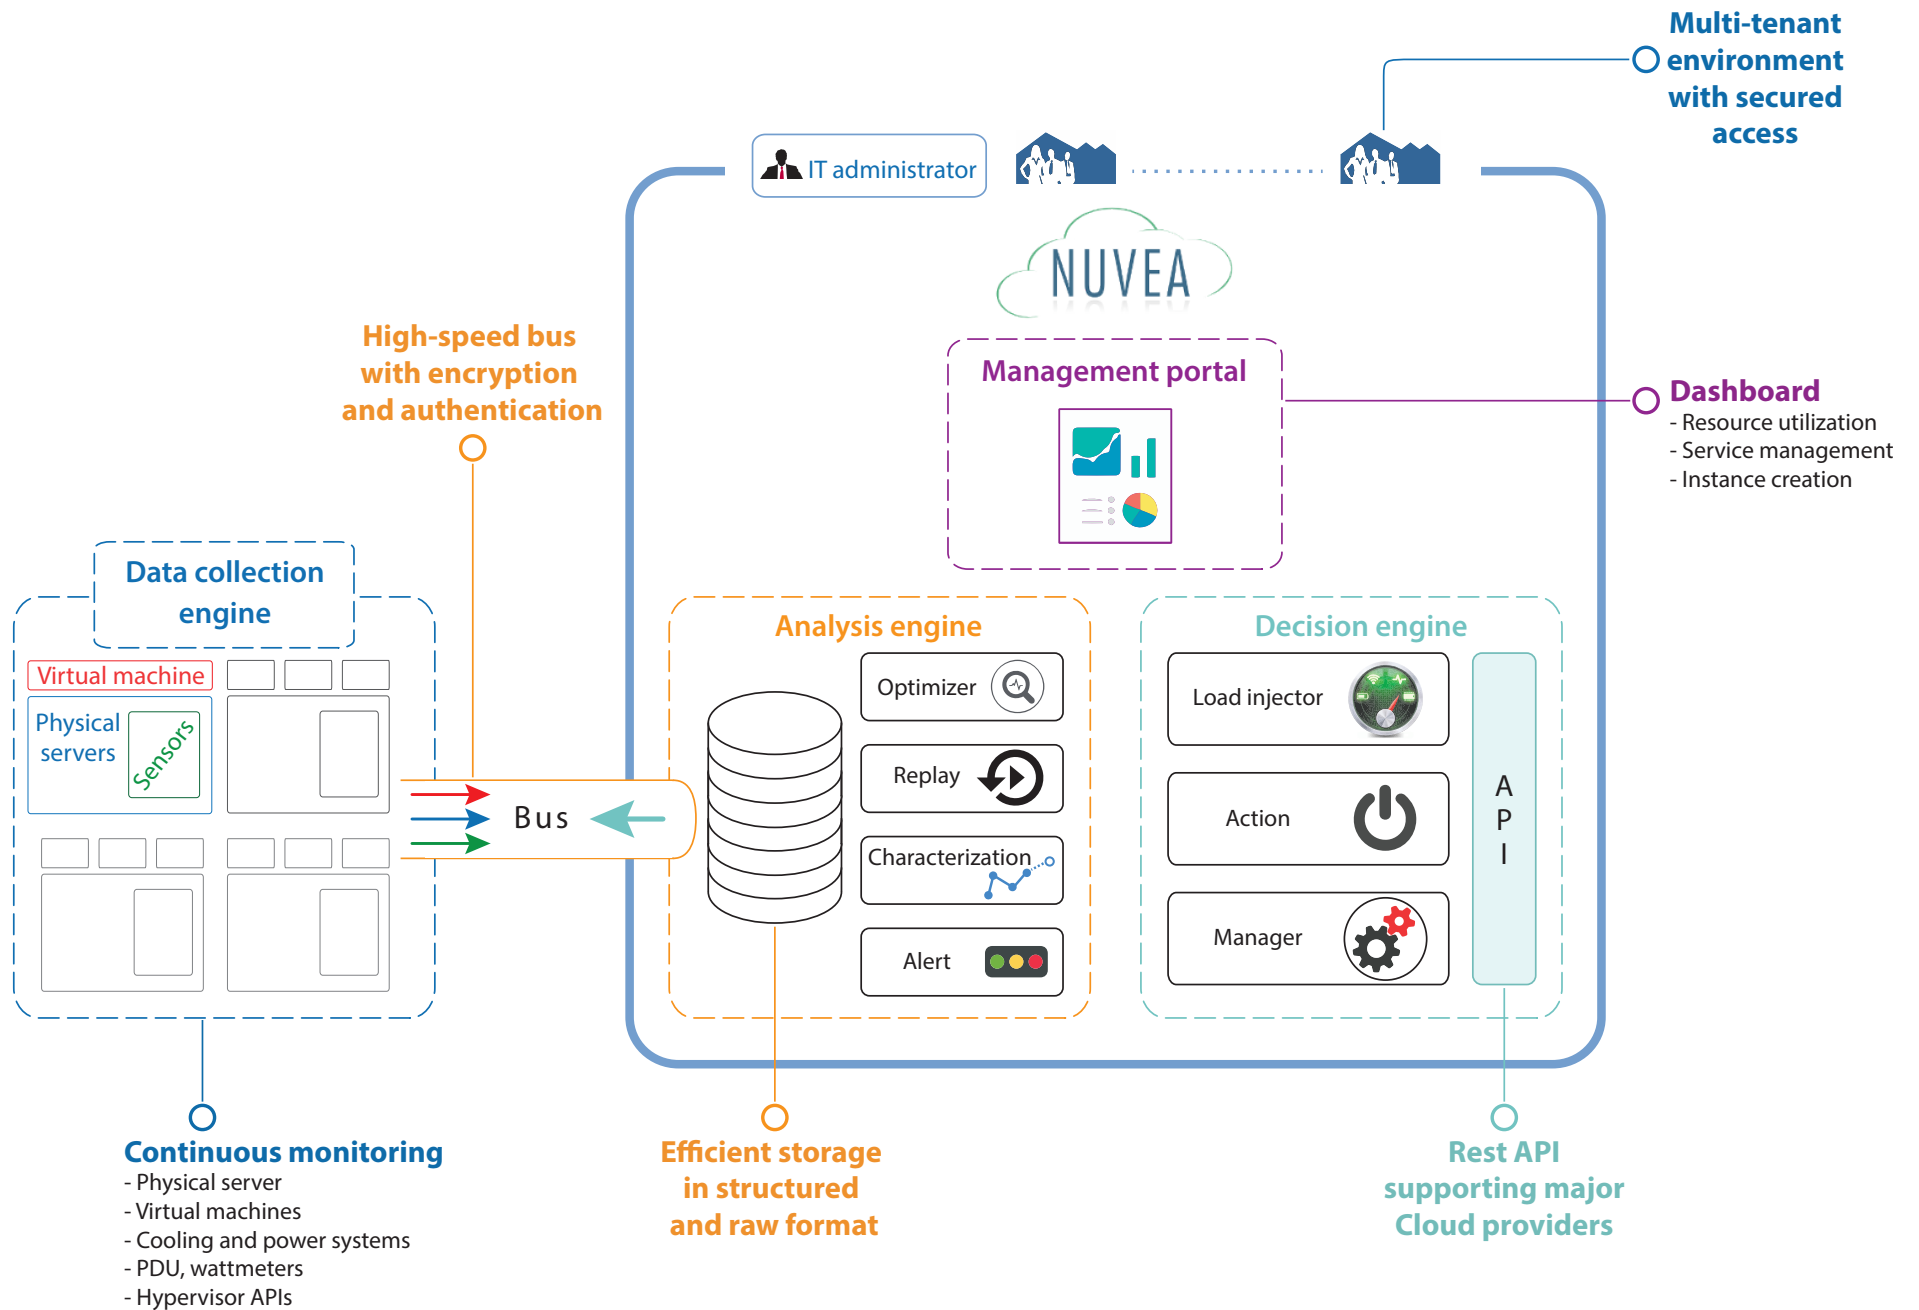 Multi-tenant
environment
with secured
access
IT administrator
NUVEA
High-speed bus
with encryption
and authentication
Management portal
Dashboard
- Resource utilization
- Service management
- Instance creation
Data collection
engine
Virtual machine
Physical
servers
Sensors
Bus
Analysis engine
Optimizer
Replay
Characterization
Alert
Decision engine
Load injector
Action
Manager
A
P
I
Continuous monitoring
- Physical server
- Virtual machines
- Cooling and power systems
- PDU, wattmeters
- Hypervisor APIs
Efficient storage
in structured
and raw format
Rest API
supporting major
Cloud providers